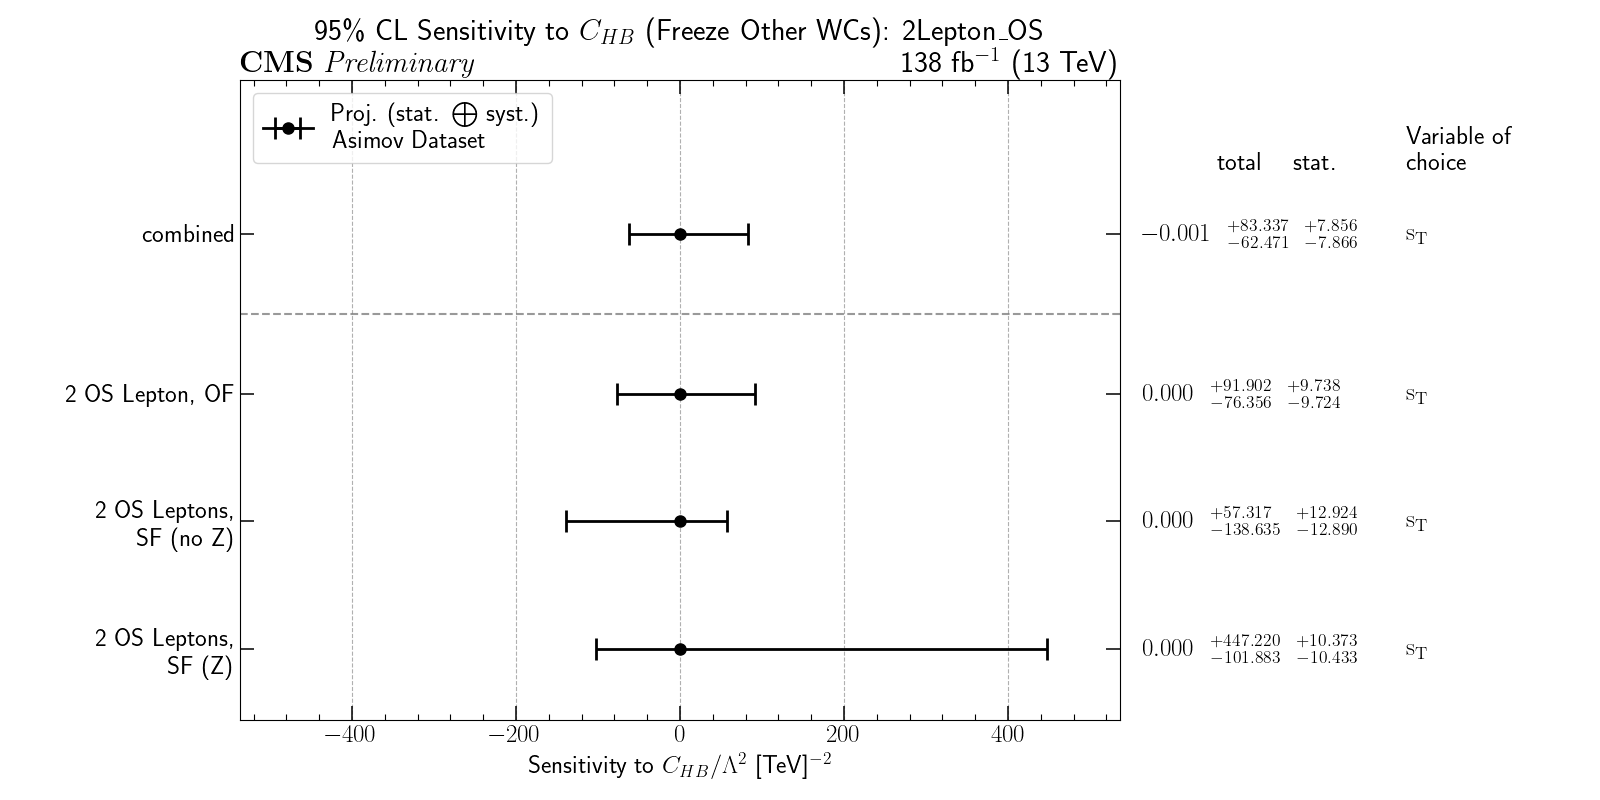 95% CL Sensitivity to C_{HB} (Freeze Other WCs): 2Lepton_OS
CMS Preliminary 138 fb^{−1} (13 TeV)
Proj. (stat. ⨁ syst.)
Asimov Dataset
Variable of
total stat. choice
combined −0.001 +83.337 −62.471 +7.856 −7.866 s_T
2 OS Lepton, OF 0.000 +91.902 −76.356 +9.738 −9.724 s_T
2 OS Leptons,
SF (no Z) 0.000 +57.317 −138.635 +12.924 −12.890 s_T
2 OS Leptons,
SF (Z) 0.000 +447.220 −101.883 +10.373 −10.433 s_T
−400 −200 0 200 400
Sensitivity to C_{HB}/Λ^2 [TeV]^{−2}